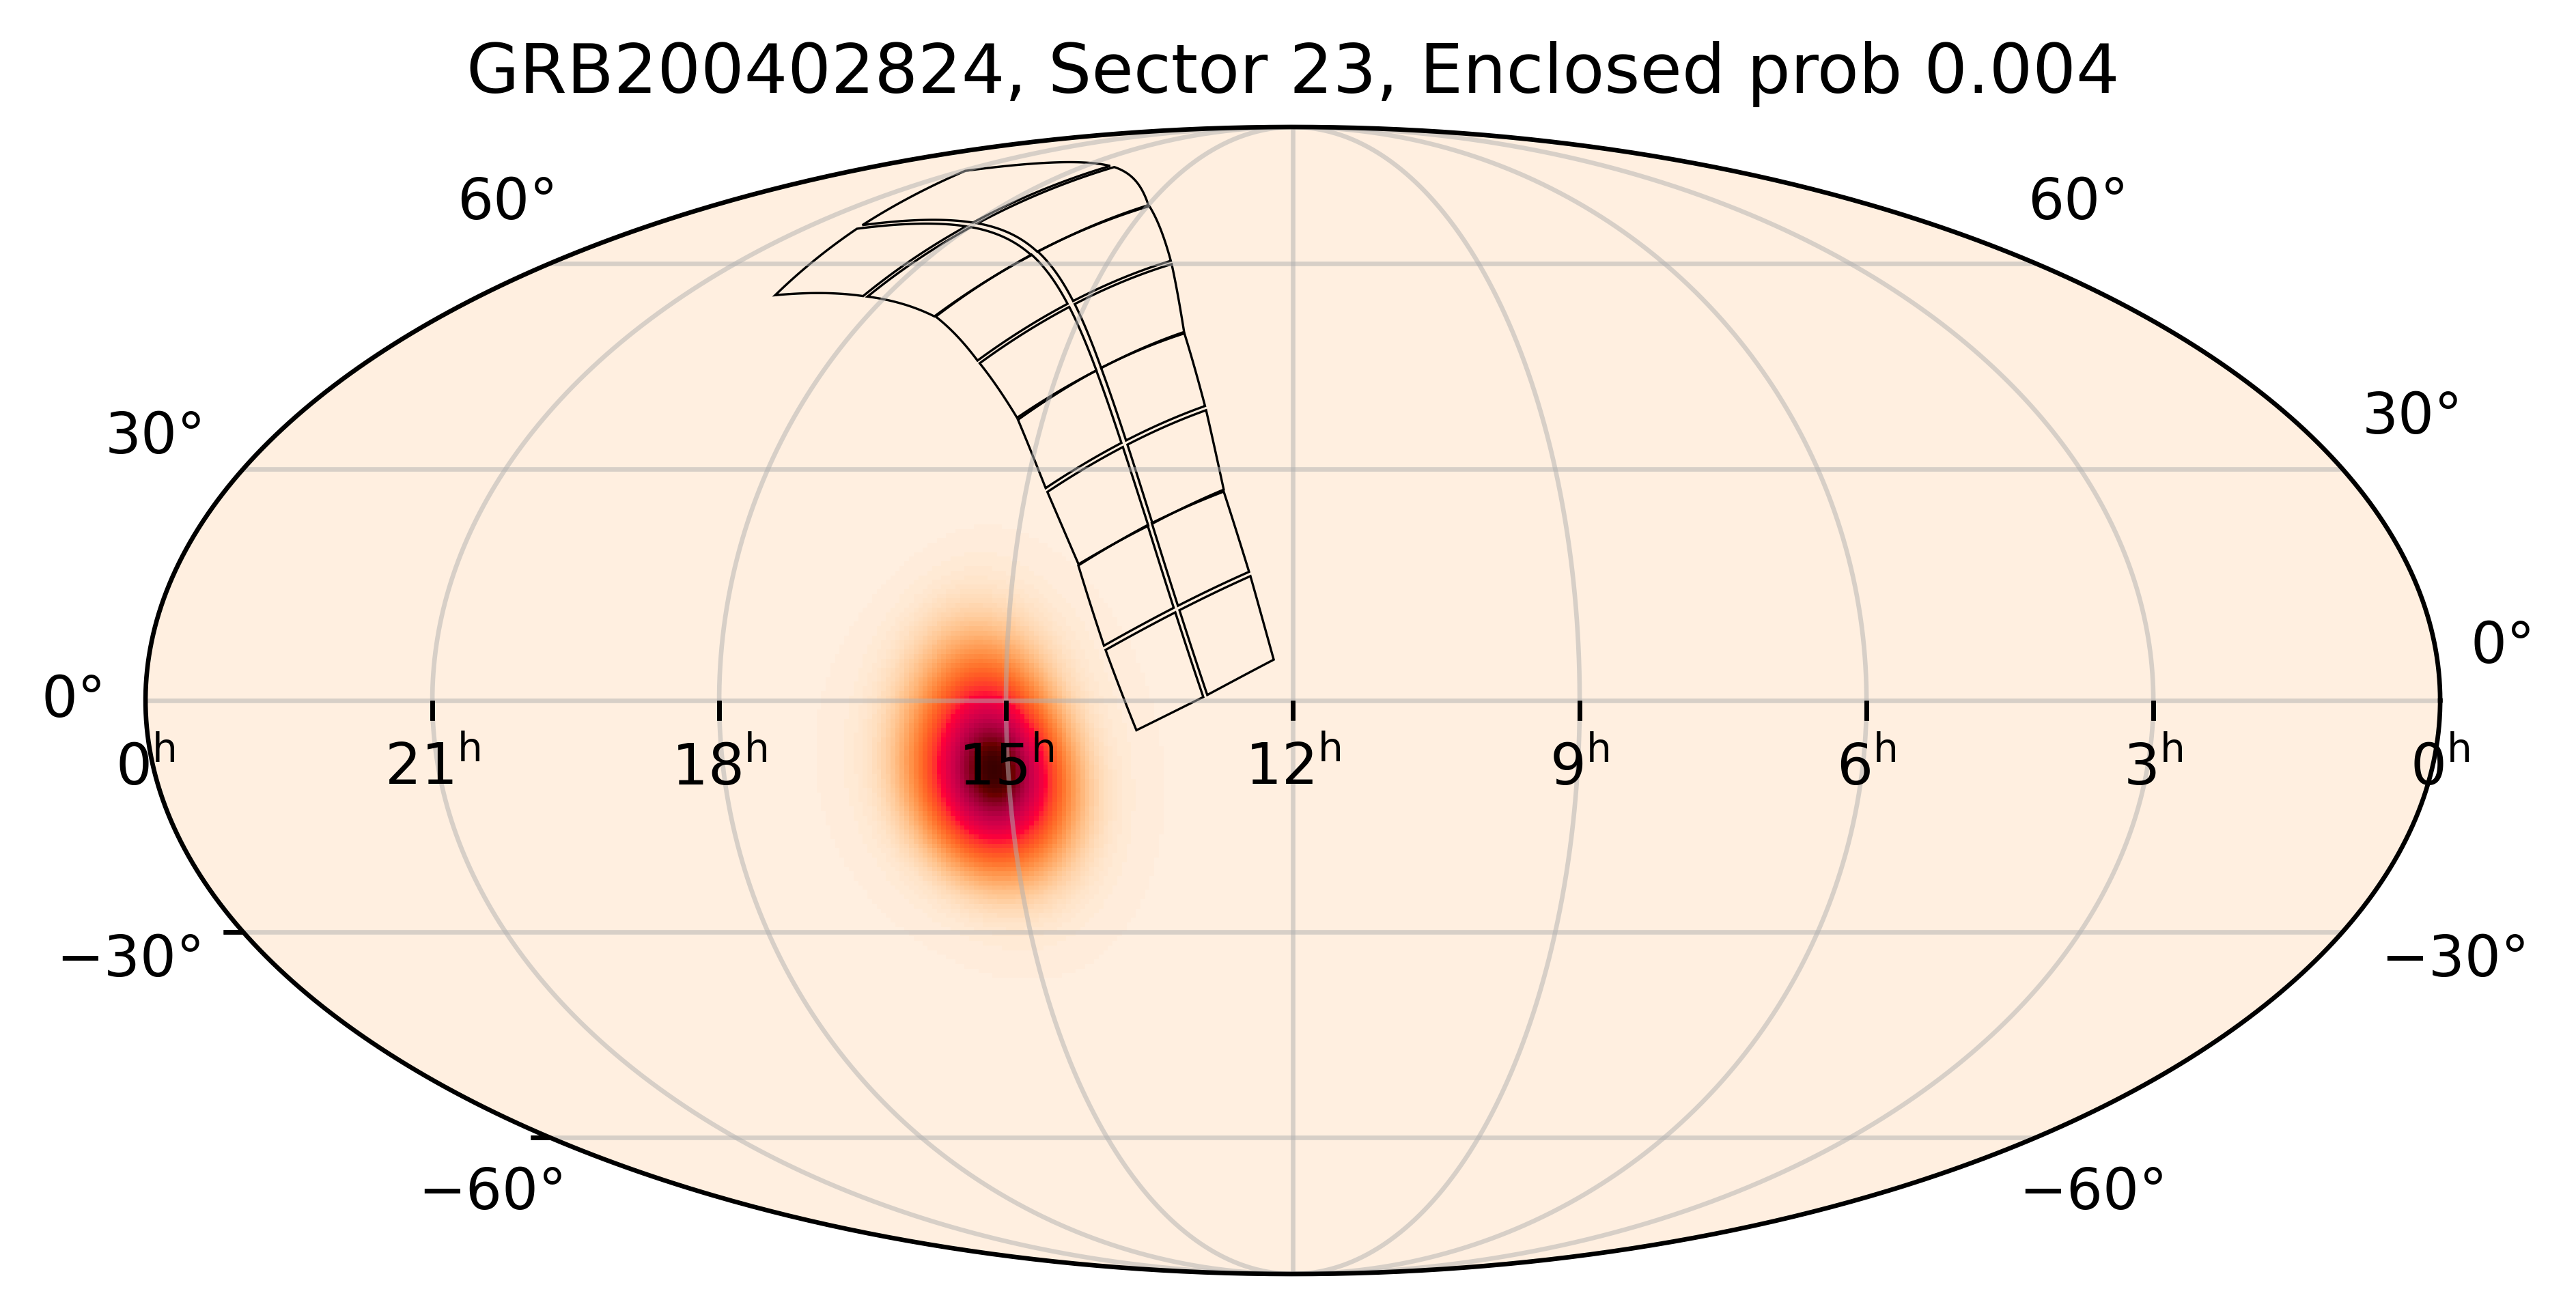 GRB200402824, Sector 23, Enclosed prob 0.004
60° 60°
30° 30°
0° 0°
0ʰ 21ʰ 18ʰ 15ʰ 12ʰ 9ʰ 6ʰ 3ʰ 0ʰ
−30° −30°
−60° −60°